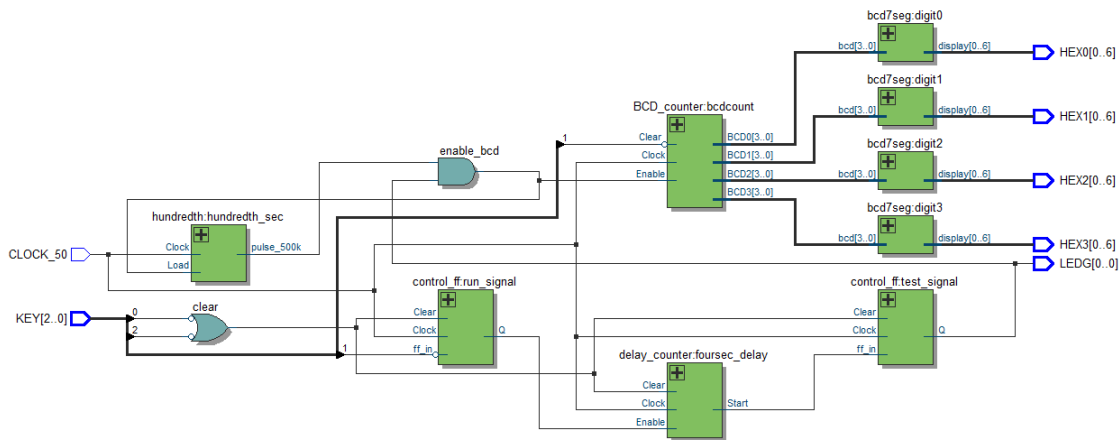 bcd7seg:digit0
bcd[3..0] display[0..6] HEX0[0..6]
bcd7seg:digit1
BCD_counter:bcdcount
bcd[3..0] display[0..6] HEX1[0..6]
1 Clear BCD0[3..0]
enable_bcd
Clock BCD1[3..0]
bcd7seg:digit2
Enable BCD2[3..0]
bcd[3..0] display[0..6] HEX2[0..6]
BCD3[3..0]
hundredth:hundredth_sec
bcd7seg:digit3
CLOCK_50 Clock pulse_500k
bcd[3..0] display[0..6] HEX3[0..6]
Load
LEDG[0..0]
control_ff:run_signal
control_ff:test_signal
clear
KEY[2..0] 0
2
Clear
Clock Q
1 ff_in
Clear
Clock Q
ff_in
delay_counter:foursec_delay
Clear
Clock Start
Enable